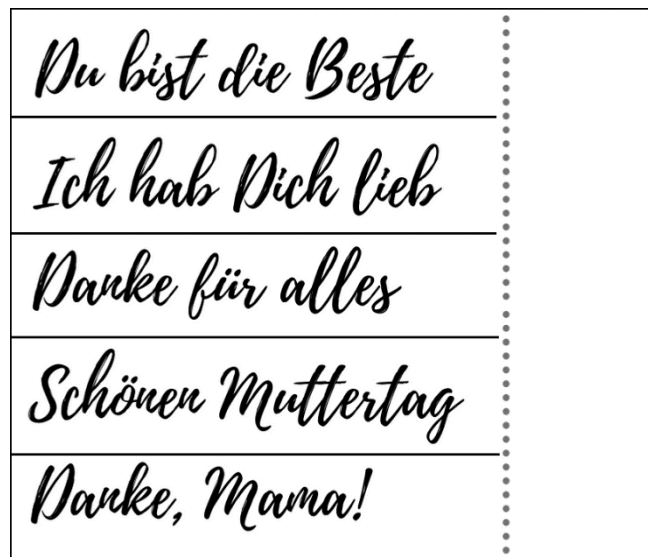 Du bist die Beste
Ich hab Dich lieb
Danke für alles
Schönen Muttertag
Danke, Mama!